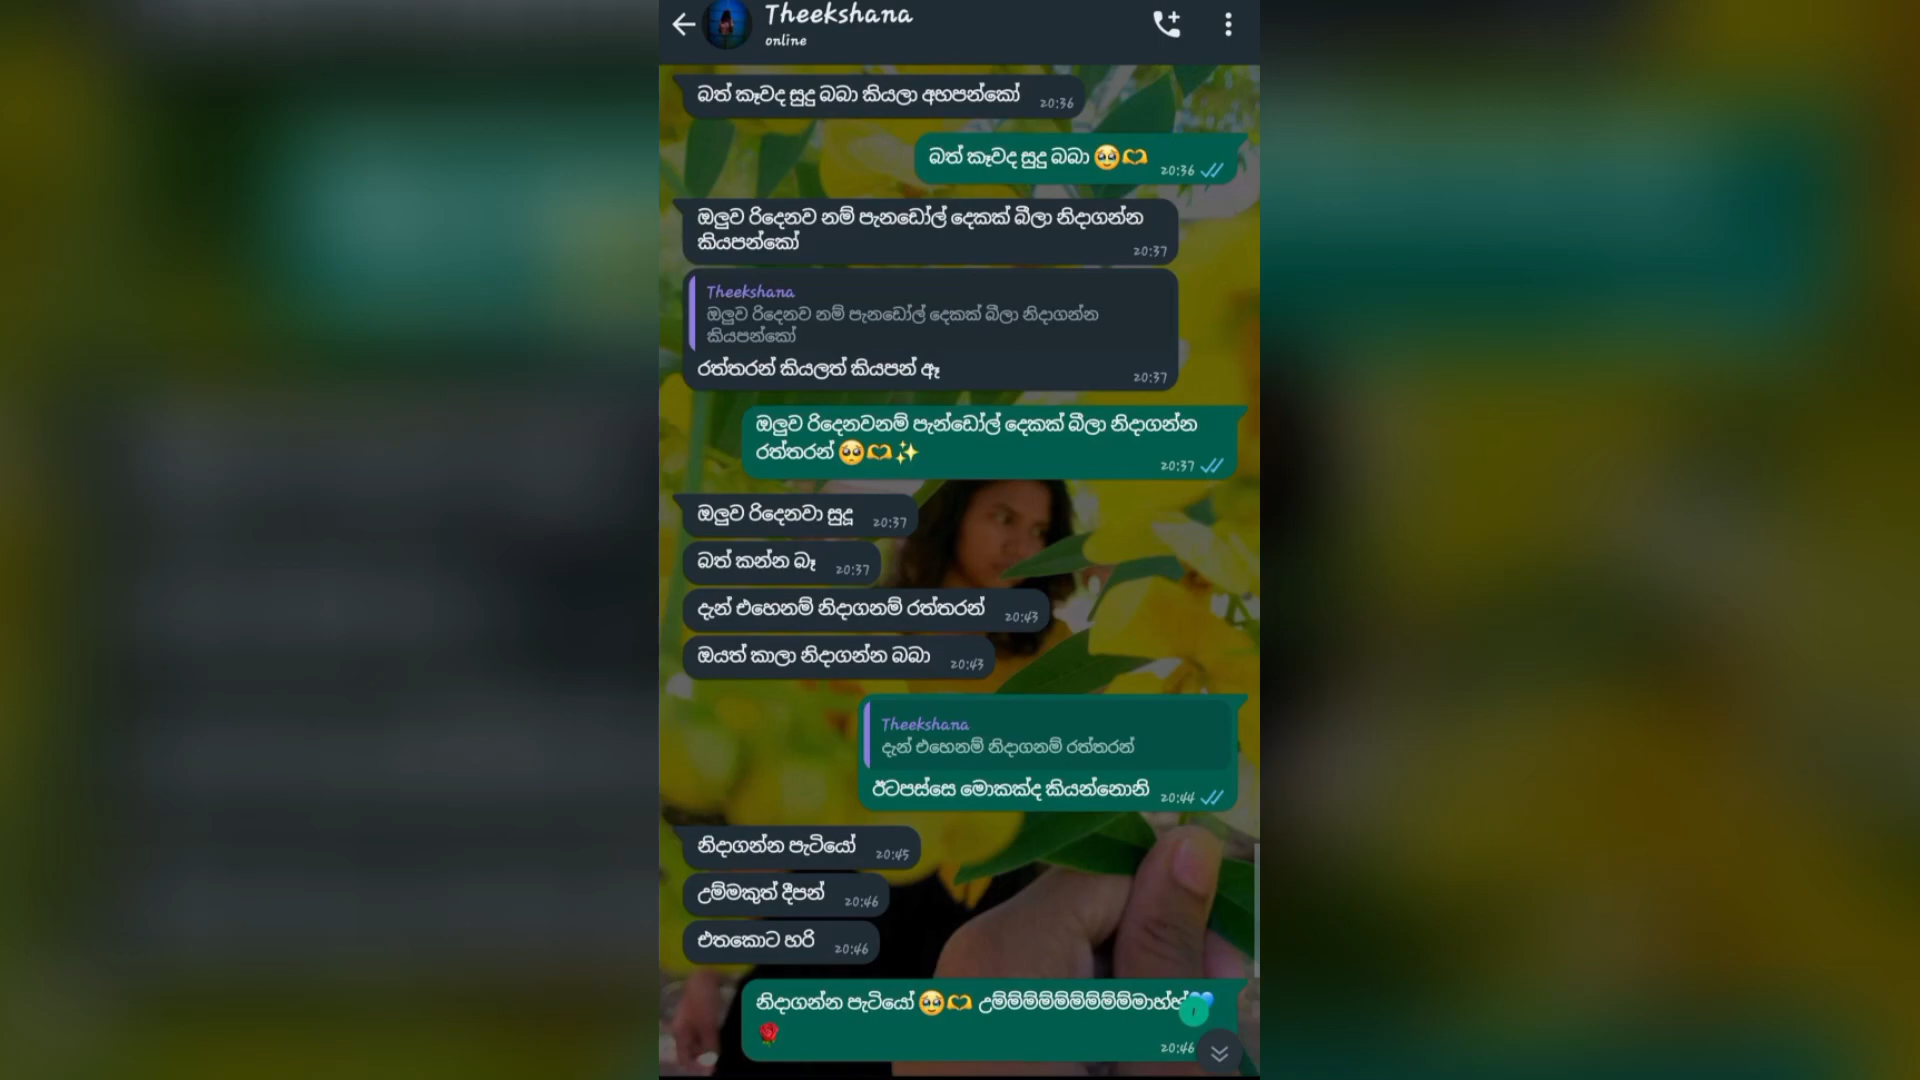 Theekshana
online
බත් කෑවද සුදු බබා කියලා අහපන්කෝ
20:36
බත් කෑවද සුදු බබා 🥹🫶
20:36
ඔලුව රිදෙනව නම් පැනඩෝල් දෙකක් බීලා නිදාගන්න
කියපන්කෝ
20:37
Theekshana
ඔලුව රිදෙනව නම් පැනඩෝල් දෙකක් බීලා නිදාගන්න
කියපන්කෝ
රත්තරන් කියලත් කියපන් ඈ
20:37
ඔලුව රිදෙනවනම් පැන්ඩෝල් දෙකක් බීලා නිදාගන්න
රත්තරන් 🥺🫶✨
20:37
ඔලුව රිදෙනවා සුදූ
20:37
බත් කන්න බෑ
20:37
දැන් එහෙනම් නිදාගනම් රත්තරන්
20:43
ඔයත් කාලා නිදාගන්න බබා
20:43
Theekshana
දැන් එහෙනම් නිදාගනම් රත්තරන්
ඊටපස්සෙ මොකක්ද කියන්නොනි
20:44
නිදාගන්න පැටියෝ
20:45
උම්මකුත් දීපන්
20:46
එතකොට හරි
20:46
නිදාගන්න පැටියෝ 🥹🫶 උම්ම්ම්ම්ම්ම්ම්ම්ම්ම්මාහ්හ්💙
🌹
20:46